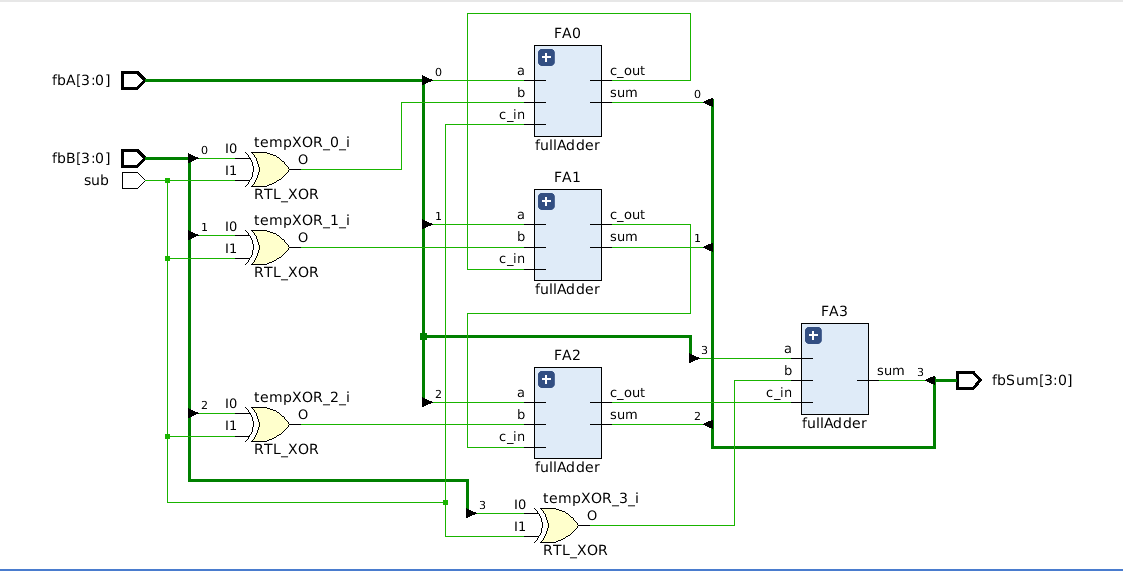 FA0
fbA[3:0]
0
a
c_out
b
sum
0
c_in
fullAdder
fbB[3:0]
sub
0
I0
I1
tempXOR_0_i
O
RTL_XOR
FA1
1
a
c_out
b
sum
1
c_in
fullAdder
1
I0
I1
tempXOR_1_i
O
RTL_XOR
FA3
3
a
b
sum
3
c_in
fullAdder
fbSum[3:0]
FA2
2
a
c_out
b
sum
2
c_in
fullAdder
2
I0
I1
tempXOR_2_i
O
RTL_XOR
3
I0
I1
tempXOR_3_i
O
RTL_XOR